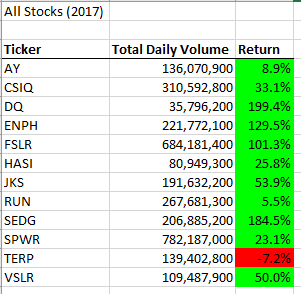 All Stocks (2017)
Ticker Total Daily Volume Return
AY 136,070,900 8.9%
CSIQ 310,592,800 33.1%
DQ 35,796,200 199.4%
ENPH 221,772,100 129.5%
FSLR 684,181,400 101.3%
HASI 80,949,300 25.8%
JKS 191,632,200 53.9%
RUN 267,681,300 5.5%
SEDG 206,885,200 184.5%
SPWR 782,187,000 23.1%
TERP 139,402,800 -7.2%
VSLR 109,487,900 50.0%